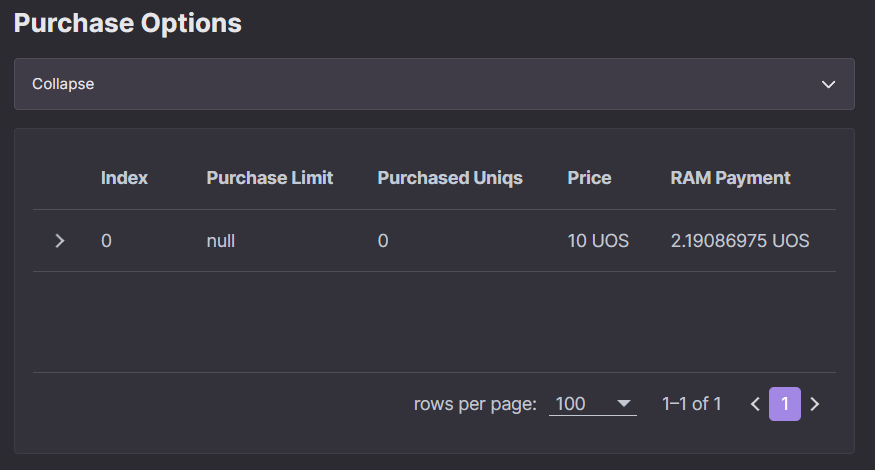 Purchase Options
Collapse
Index Purchase Limit Purchased Uniqs Price RAM Payment
0 null 0 10 UOS 2.19086975 UOS
rows per page: 100 1–1 of 1 1